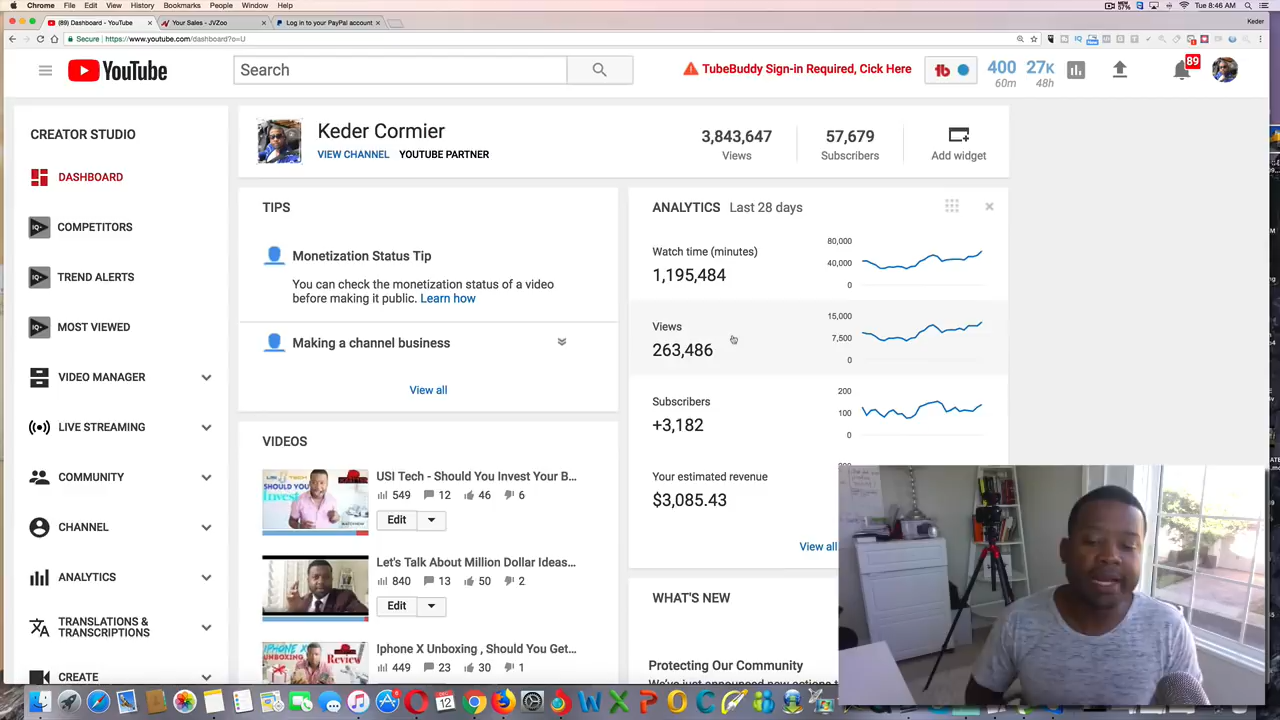 Chrome File Edit View History Bookmarks People Window Help
57%
Tue 8:46 AM
(89) Dashboard - YouTube
Your Sales - JVZoo
Log in to your PayPal account
Keder
Secure https://www.youtube.com/dashboard?o=U
YouTube
Search
TubeBuddy Sign-in Required, Click Here
tb
400
60m
27K
48h
89
CREATOR STUDIO
DASHBOARD
COMPETITORS
TREND ALERTS
MOST VIEWED
VIDEO MANAGER
LIVE STREAMING
COMMUNITY
CHANNEL
ANALYTICS
TRANSLATIONS &
TRANSCRIPTIONS
CREATE
Keder Cormier
VIEW CHANNEL YOUTUBE PARTNER
3,843,647
Views
57,679
Subscribers
Add widget
TIPS
Monetization Status Tip
You can check the monetization status of a video
before making it public. Learn how
Making a channel business
View all
VIDEOS
USI Tech - Should You Invest Your B...
549 12 46 6
Edit
Let's Talk About Million Dollar Ideas...
840 13 50 2
Edit
Iphone X Unboxing , Should You Get...
449 23 30 1
ANALYTICS Last 28 days
Watch time (minutes)
1,195,484
80,000
40,000
0
Views
263,486
15,000
7,500
0
Subscribers
+3,182
200
100
0
Your estimated revenue
$3,085.43
View all
WHAT'S NEW
Protecting Our Community